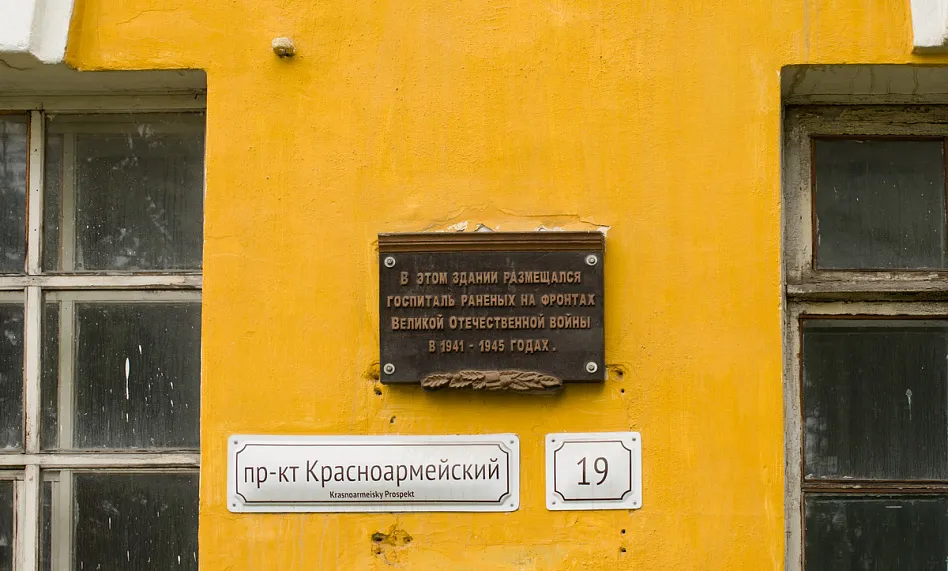 В ЭТОМ ЗДАНИИ РАЗМЕЩАЛСЯ
ГОСПИТАЛЬ РАНЕНЫХ НА ФРОНТАХ
ВЕЛИКОЙ ОТЕЧЕСТВЕННОЙ ВОЙНЫ
В 1941 - 1945 ГОДАХ.
пр-кт Красноармейский
Krasnoarmeisky Prospekt
19